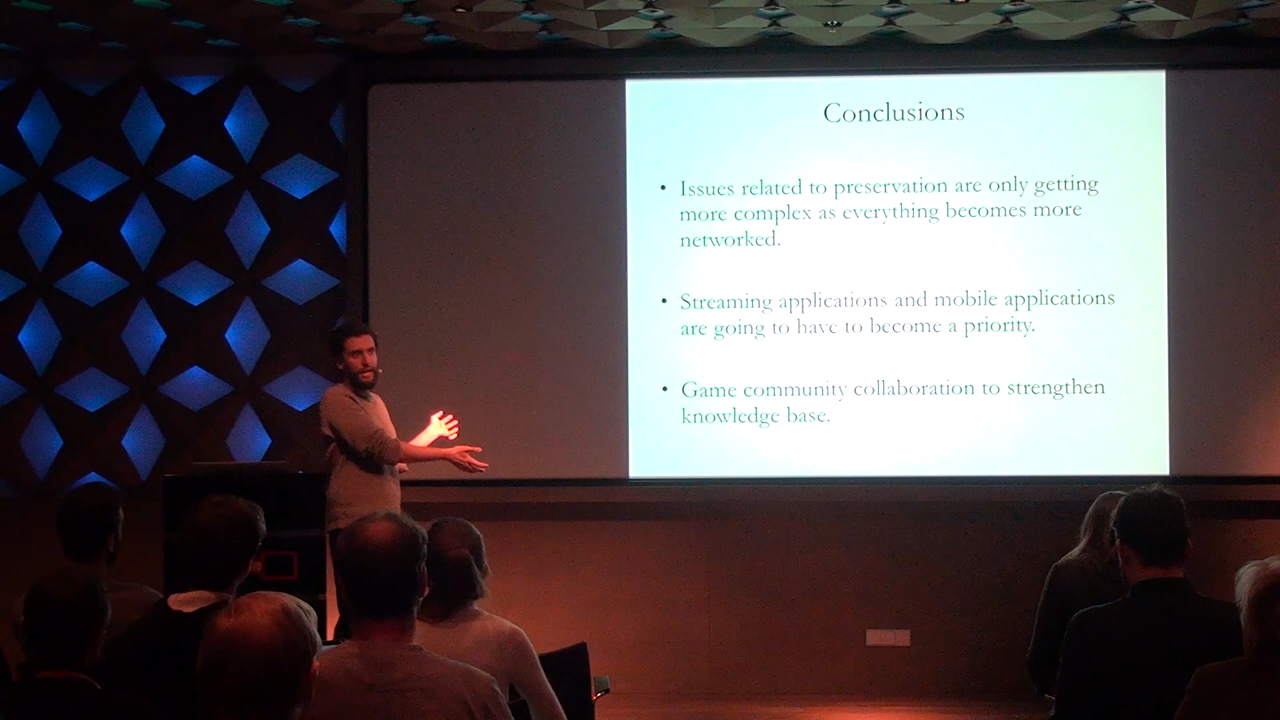 Conclusions
• Issues related to preservation are only getting
more complex as everything becomes more
networked.
• Streaming applications and mobile applications
are going to have to become a priority.
• Game community collaboration to strengthen
knowledge base.